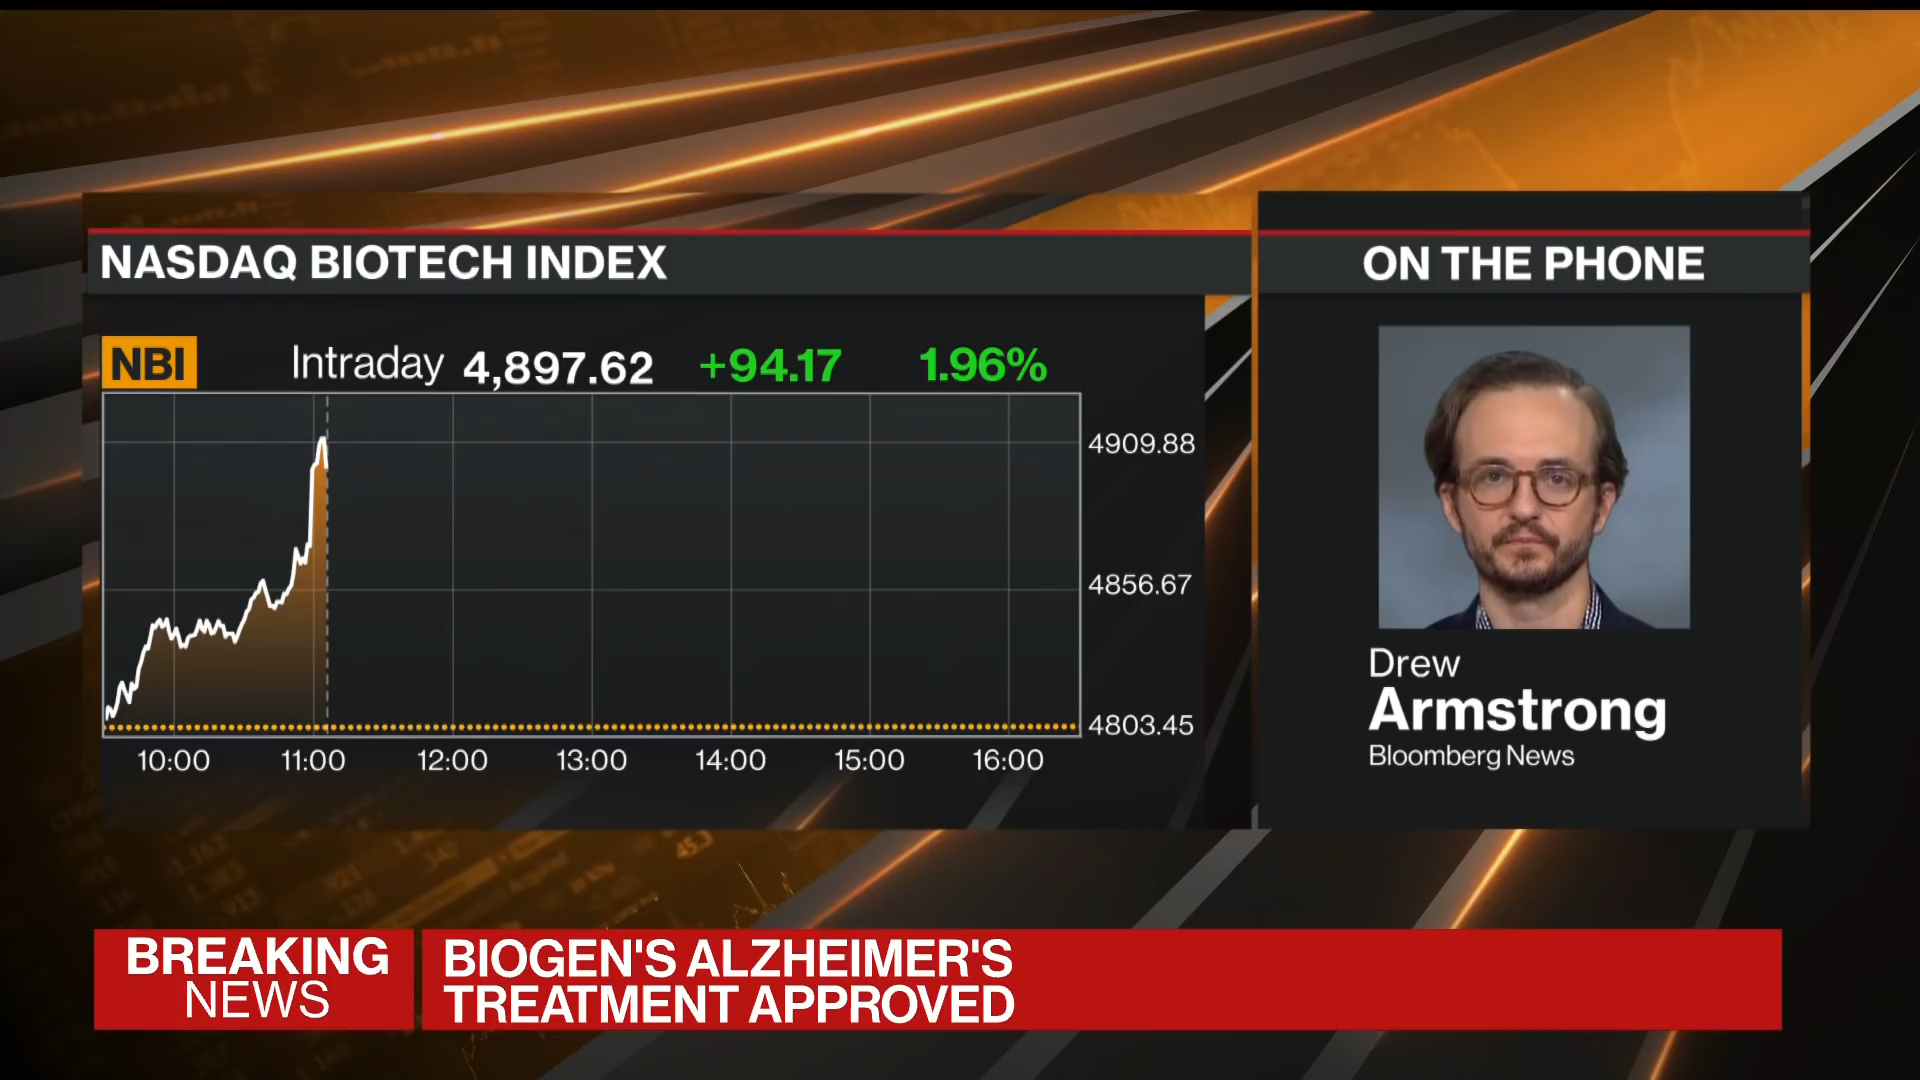 NASDAQ BIOTECH INDEX
NBI Intraday 4,897.62 +94.17 1.96%
4909.88
4856.67
4803.45
10:00 11:00 12:00 13:00 14:00 15:00 16:00
ON THE PHONE
Drew
Armstrong
Bloomberg News
BREAKING
NEWS
BIOGEN'S ALZHEIMER'S
TREATMENT APPROVED